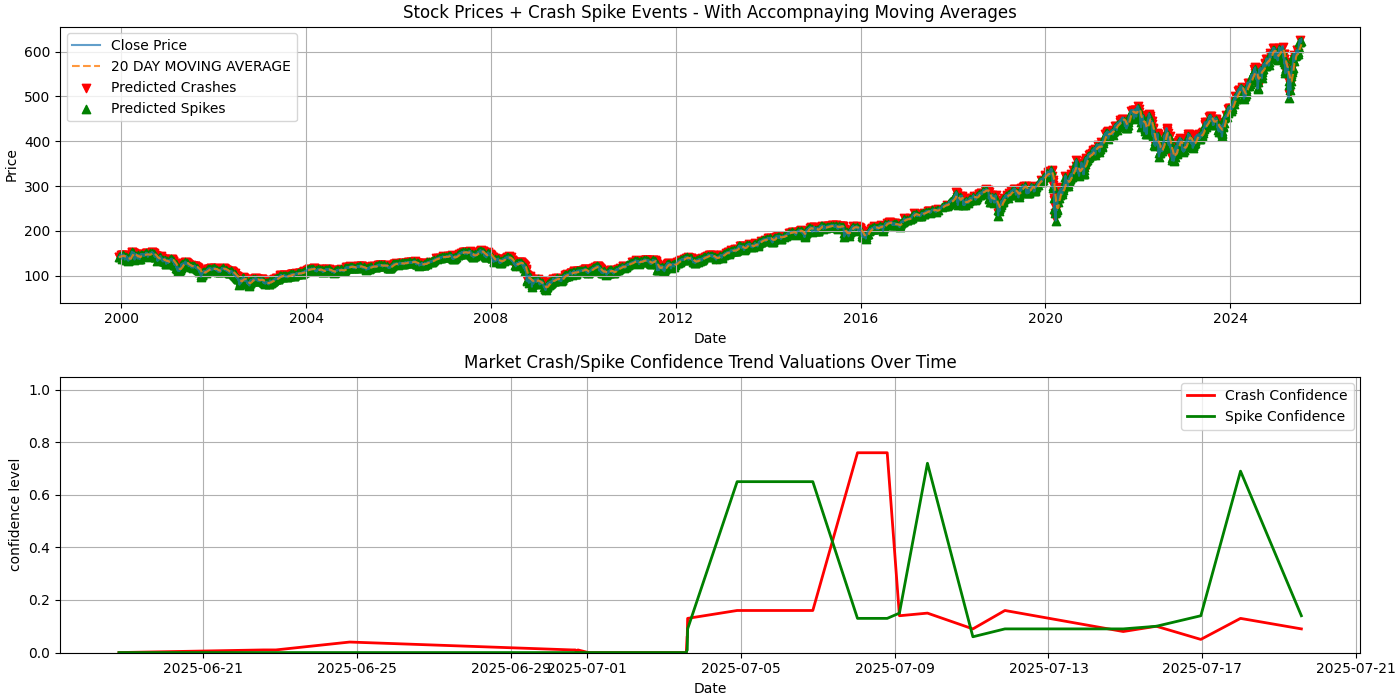 Stock Prices + Crash Spike Events - With Accompnaying Moving Averages
Close Price
20 DAY MOVING AVERAGE
Predicted Crashes
Predicted Spikes
Price
600
500
400
300
200
100
2000 2004 2008 2012 2016 2020 2024
Date
Market Crash/Spike Confidence Trend Valuations Over Time
Crash Confidence
Spike Confidence
confidence level
1.0
0.8
0.6
0.4
0.2
0.0
2025-06-21 2025-06-25 2025-06-29 2025-07-01 2025-07-05 2025-07-09 2025-07-13 2025-07-17 2025-07-21
Date